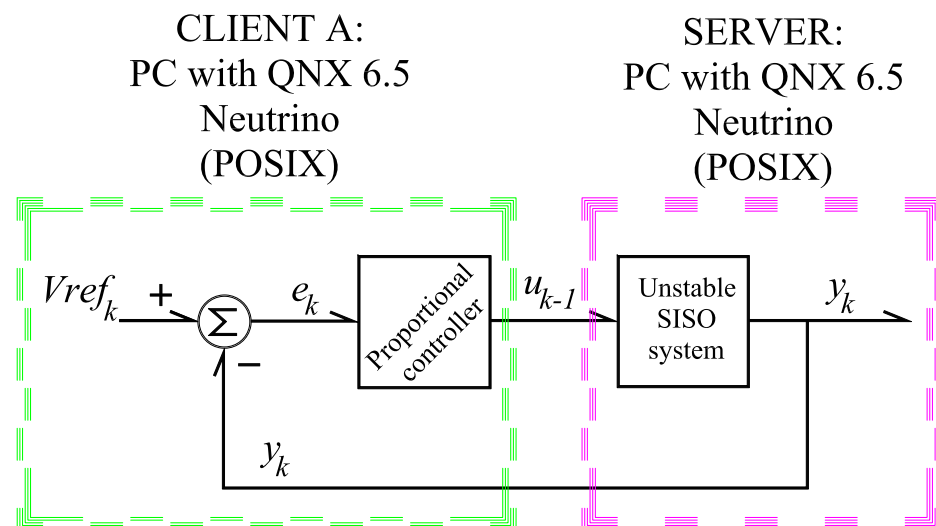 CLIENT A:
PC with QNX 6.5
Neutrino
(POSIX)
SERVER:
PC with QNX 6.5
Neutrino
(POSIX)
Vref_k
+
Σ
−
e_k
Proportional
controller
u_{k-1}
Unstable
SISO
system
y_k
y_k